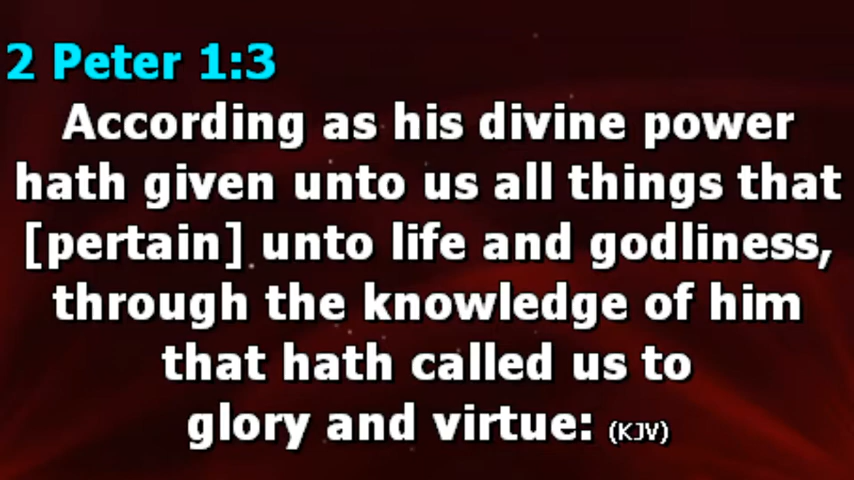 2 Peter 1:3
According as his divine power
hath given unto us all things that
[pertain] unto life and godliness,
through the knowledge of him
that hath called us to
glory and virtue: (KJV)